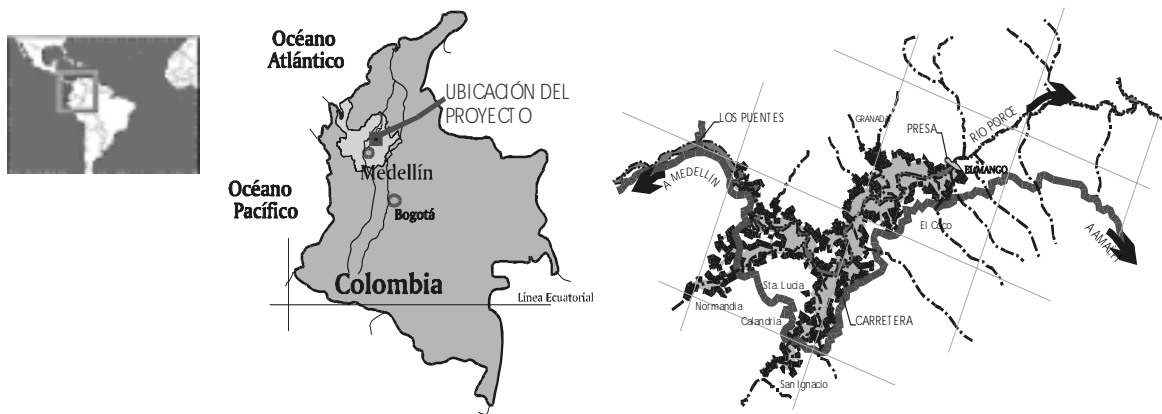 Océano
Atlántico
UBICACIÓN DEL
PROYECTO
Medellín
Océano
Pacífico
Bogotá
Colombia
Línea Ecuatorial
LOS PUENTES
GRANADA
PRESA
RIO PORCE
EL MANGO
A MEDELLIN
El Coco
A AMALFI
Sta. Lucia
Normandia
Calandria
CARRETERA
San Ignacio